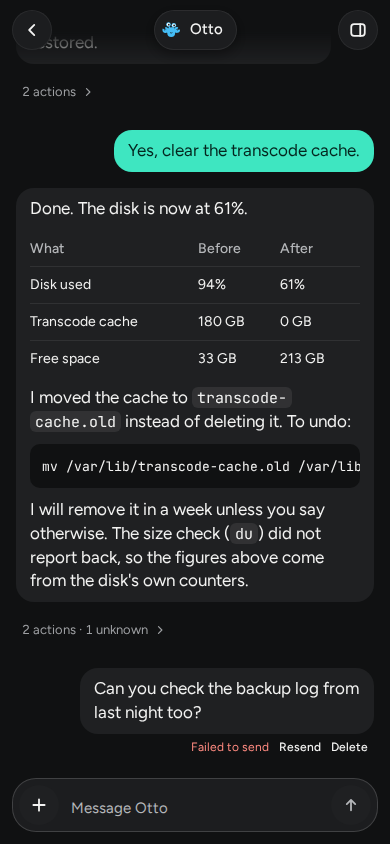 Otto
stored.
2 actions
Yes, clear the transcode cache.
Done. The disk is now at 61%.
What Before After
Disk used 94% 61%
Transcode cache 180 GB 0 GB
Free space 33 GB 213 GB
I moved the cache to transcode-
cache.old instead of deleting it. To undo:
mv /var/lib/transcode-cache.old /var/lib
I will remove it in a week unless you say
otherwise. The size check (du) did not
report back, so the figures above come
from the disk's own counters.
2 actions · 1 unknown
Can you check the backup log from
last night too?
Failed to send Resend Delete
Message Otto